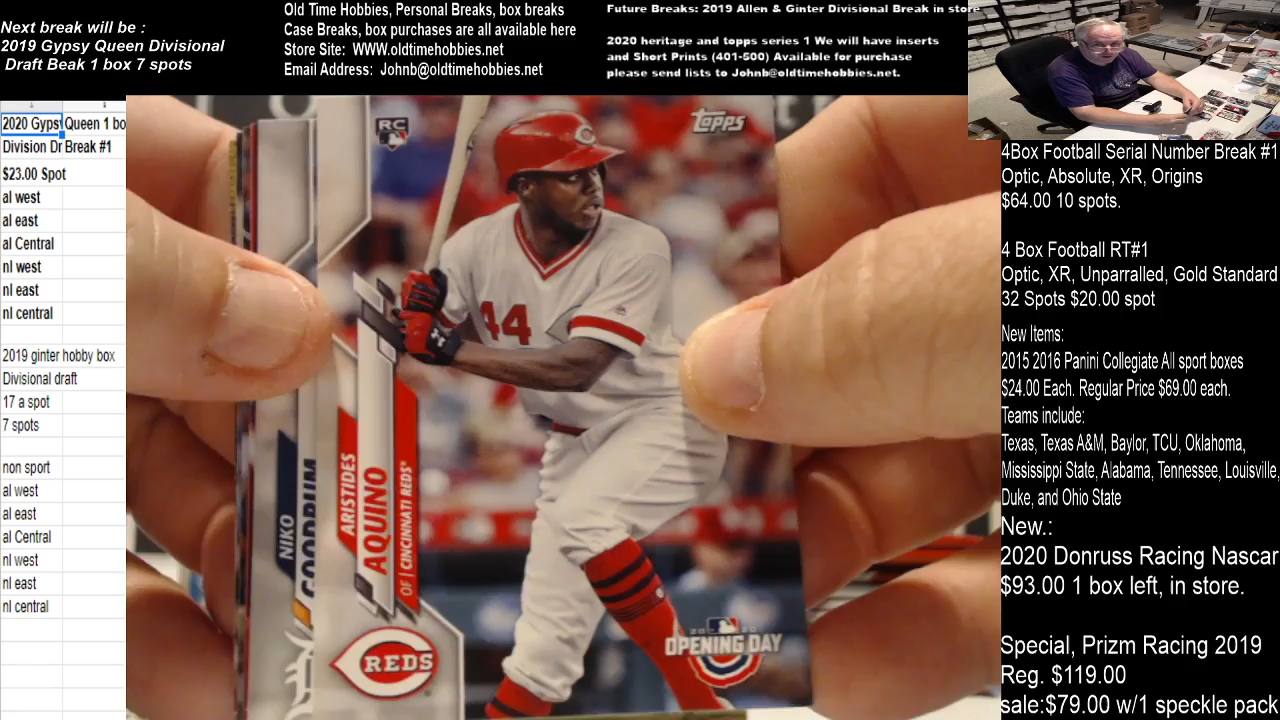 Next break will be :
2019 Gypsy Queen Divisional
Draft Beak 1 box 7 spots
Old Time Hobbies, Personal Breaks, box breaks
Case Breaks, box purchases are all available here
Store Site: WWW.oldtimehobbies.net
Email Address: Johnb@oldtimehobbies.net
Future Breaks: 2019 Allen & Ginter Divisional Break in store
2020 heritage and topps series 1 We will have inserts
and Short Prints (401-500) Available for purchase
please send lists to Johnb@oldtimehobbies.net.
2020 Gypsy Queen 1 bo
Division Dr Break #1
$23.00 Spot
al west
al east
al Central
nl west
nl east
nl central
2019 ginter hobby box
Divisional draft
17 a spot
7 spots
non sport
al west
al east
al Central
nl west
nl east
nl central
RC
topps
44
NIKO
GOODRUM
ARISTIDES
AQUINO
OF | CINCINNATI REDS
REDS
2020
OPENING DAY
4Box Football Serial Number Break #1
Optic, Absolute, XR, Origins
$64.00 10 spots.
4 Box Football RT#1
Optic, XR, Unparralled, Gold Standard
32 Spots $20.00 spot
New Items:
2015 2016 Panini Collegiate All sport boxes
$24.00 Each. Regular Price $69.00 each.
Teams include:
Texas, Texas A&M, Baylor, TCU, Oklahoma,
Mississippi State, Alabama, Tennessee, Louisville,
Duke, and Ohio State
New.:
2020 Donruss Racing Nascar
$93.00 1 box left, in store.
Special, Prizm Racing 2019
Reg. $119.00
sale:$79.00 w/1 speckle pack